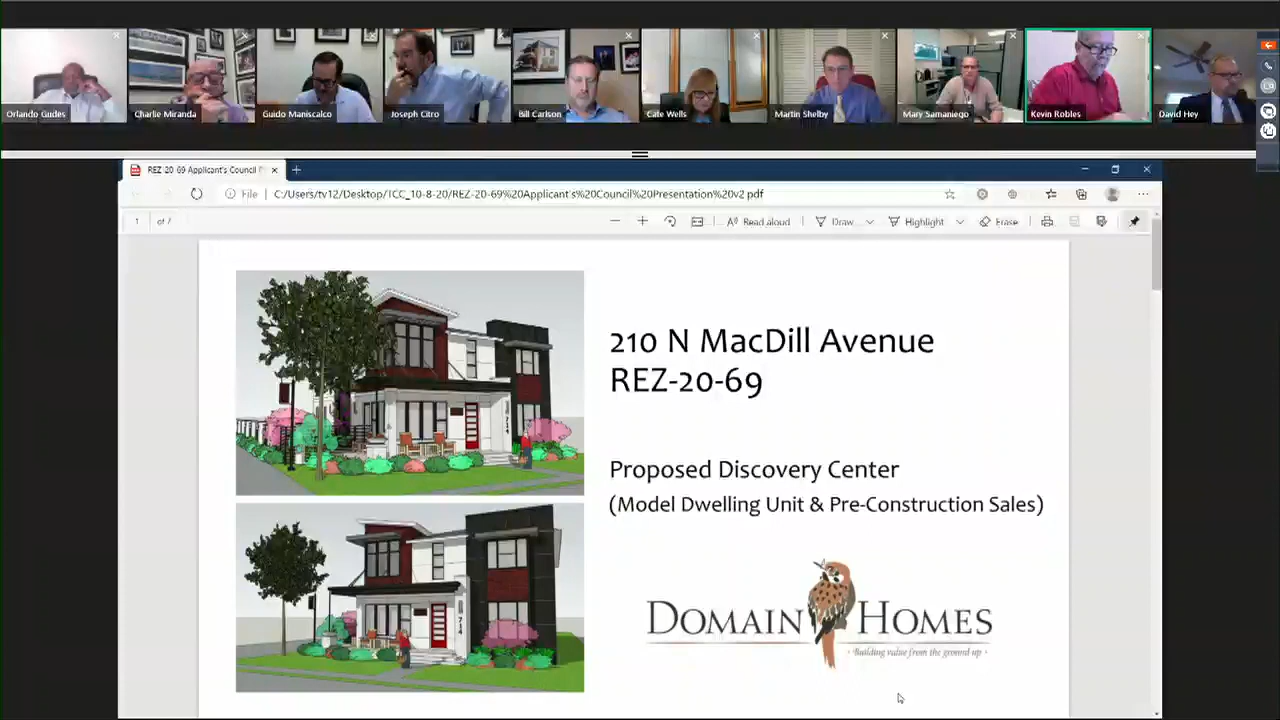 Orlando Gudes
Charlie Miranda
Guido Maniscalco
Joseph Citro
Bill Carlson
Cate Wells
Martin Shelby
Mary Samaniego
Kevin Robles
David Hey
REZ-20-69 Applicant's Council P
File
C:/Users/tv12/Desktop/TCC_10-8-20/REZ-20-69%20Applicant's%20Council%20Presentation%20v2.pdf
1 of 7
Read aloud
Draw
Highlight
Erase
210 N MacDill Avenue
REZ-20-69
Proposed Discovery Center
(Model Dwelling Unit & Pre-Construction Sales)
DOMAIN HOMES
· Building value from the ground up ·
714
714